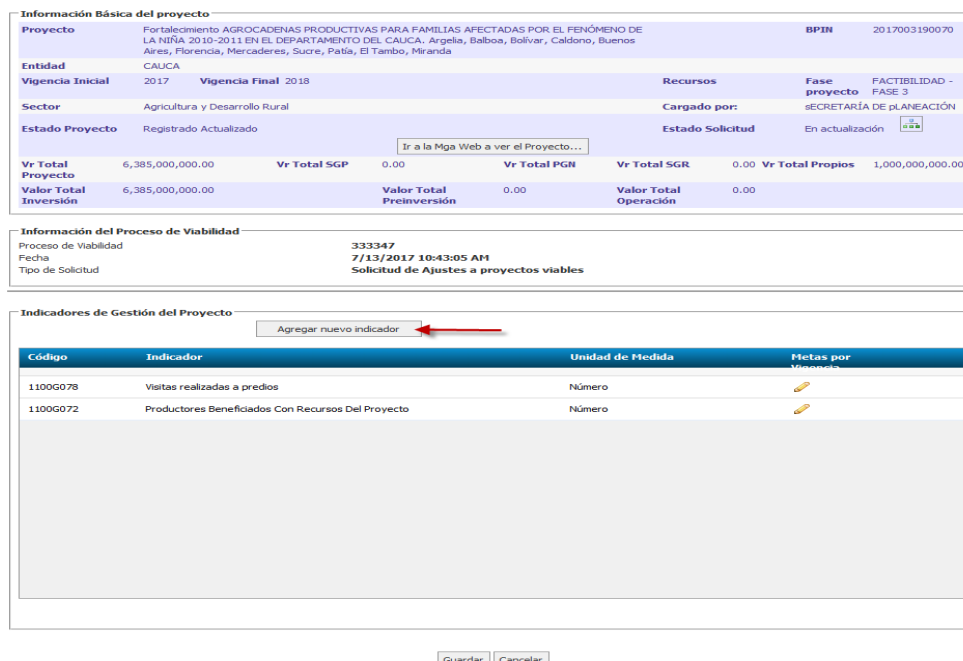 Información Básica del proyecto
Proyecto Fortalecimiento AGROCADENAS PRODUCTIVAS PARA FAMILIAS AFECTADAS POR EL FENÓMENO DE BPIN 2017003190070
LA NIÑA 2010-2011 EN EL DEPARTAMENTO DEL CAUCA. Argelia, Balboa, Bolívar, Caldono, Buenos
Aires, Florencia, Mercaderes, Sucre, Patía, El Tambo, Miranda
Entidad CAUCA
Vigencia Inicial 2017 Vigencia Final 2018 Recursos Fase FACTIBILIDAD -
proyecto FASE 3
Sector Agricultura y Desarrollo Rural Cargado por: sECRETARÍA DE pLANEACIÓN
Estado Proyecto Registrado Actualizado Estado Solicitud En actualización
Ir a la Mga Web a ver el Proyecto...
Vr Total 6,385,000,000.00 Vr Total SGP 0.00 Vr Total PGN Vr Total SGR 0.00 Vr Total Propios 1,000,000,000.00
Proyecto
Valor Total 6,385,000,000.00 Valor Total 0.00 Valor Total 0.00
Inversión Preinversión Operación
Información del Proceso de Viabilidad
Proceso de Viabilidad 333347
Fecha 7/13/2017 10:43:05 AM
Tipo de Solicitud Solicitud de Ajustes a proyectos viables
Indicadores de Gestión del Proyecto
Agregar nuevo indicador
Código Indicador Unidad de Medida Metas por
Vigencia
1100G078 Visitas realizadas a predios Número
1100G072 Productores Beneficiados Con Recursos Del Proyecto Número
Guardar Cancelar